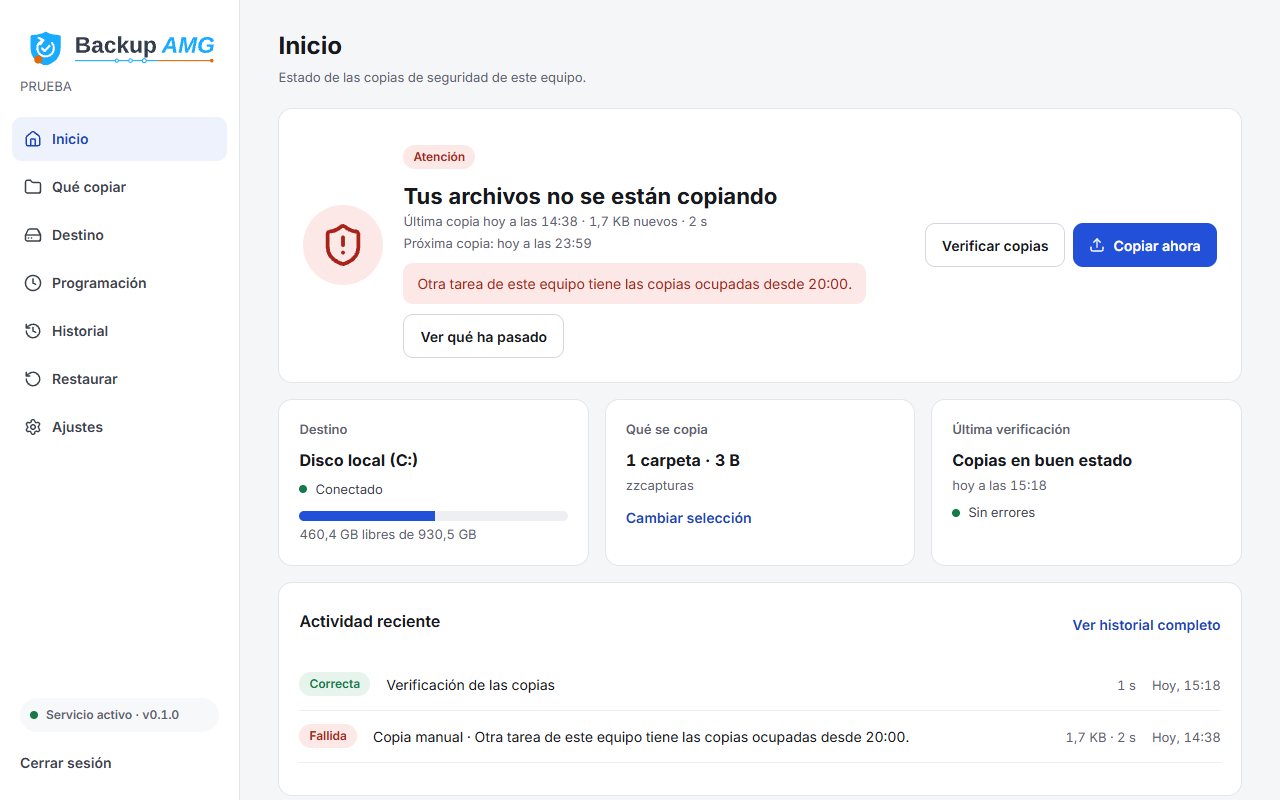 Backup AMG
PRUEBA
Inicio
Qué copiar
Destino
Programación
Historial
Restaurar
Ajustes
Servicio activo · v0.1.0
Cerrar sesión
Inicio
Estado de las copias de seguridad de este equipo.
Atención
Tus archivos no se están copiando
Última copia hoy a las 14:38 · 1,7 KB nuevos · 2 s
Próxima copia: hoy a las 23:59
Otra tarea de este equipo tiene las copias ocupadas desde 20:00.
Ver qué ha pasado
Verificar copias
Copiar ahora
Destino
Disco local (C:)
Conectado
460,4 GB libres de 930,5 GB
Qué se copia
1 carpeta · 3 B
zzcapturas
Cambiar selección
Última verificación
Copias en buen estado
hoy a las 15:18
Sin errores
Actividad reciente
Ver historial completo
Correcta Verificación de las copias 1 s Hoy, 15:18
Fallida Copia manual · Otra tarea de este equipo tiene las copias ocupadas desde 20:00. 1,7 KB · 2 s Hoy, 14:38